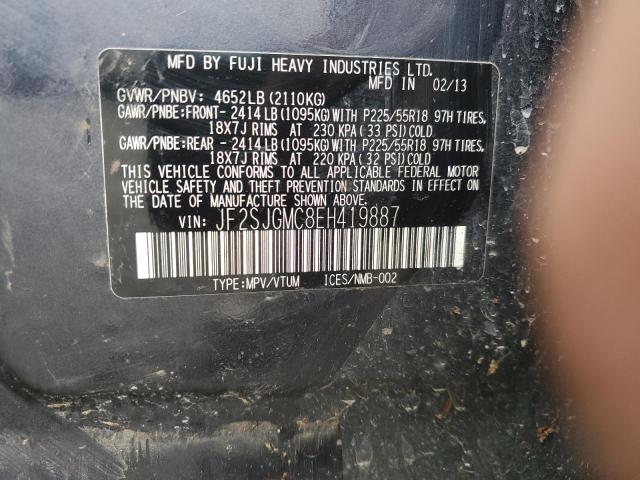 MFD BY FUJI HEAVY INDUSTRIES LTD.
MFD IN 02/13
GVWR/PNBV: 4652LB(2110KG)
GAWR/PNBE:FRONT- 2414LB(1095KG)WITH P225/55R18 97H TIRES,
18X7J RIMS AT 230 KPA(33 PSI)COLD
GAWR/PNBE:REAR - 2414LB(1095KG)WITH P225/55R18 97H TIRES,
18X7J RIMS AT 220 KPA(32 PSI)COLD
THIS VEHICLE CONFORMS TO ALL APPLICABLE FEDERAL MOTOR
VEHICLE SAFETY AND THEFT PREVENTION STANDARDS IN EFFECT ON
THE DATE OF MANUFACTURE SHOWN ABOVE.
VIN: JF2SJGMC8EH419887
TYPE:MPV/VTUM ICES/NMB-002